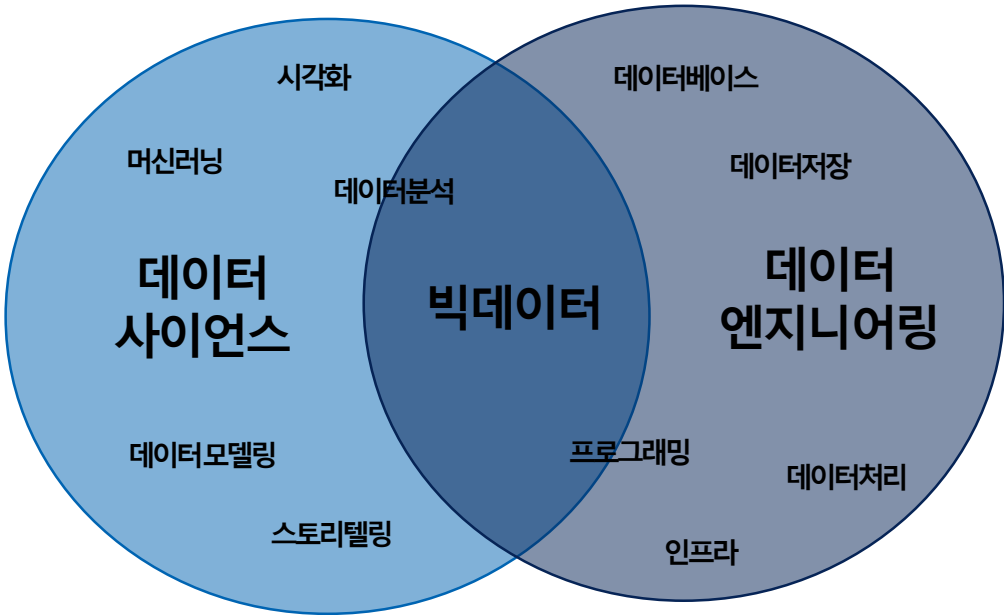 시각화
데이터베이스
머신러닝
데이터저장
데이터분석
데이터
사이언스
빅데이터
데이터
엔지니어링
데이터 모델링
프로그래밍
데이터처리
스토리텔링
인프라